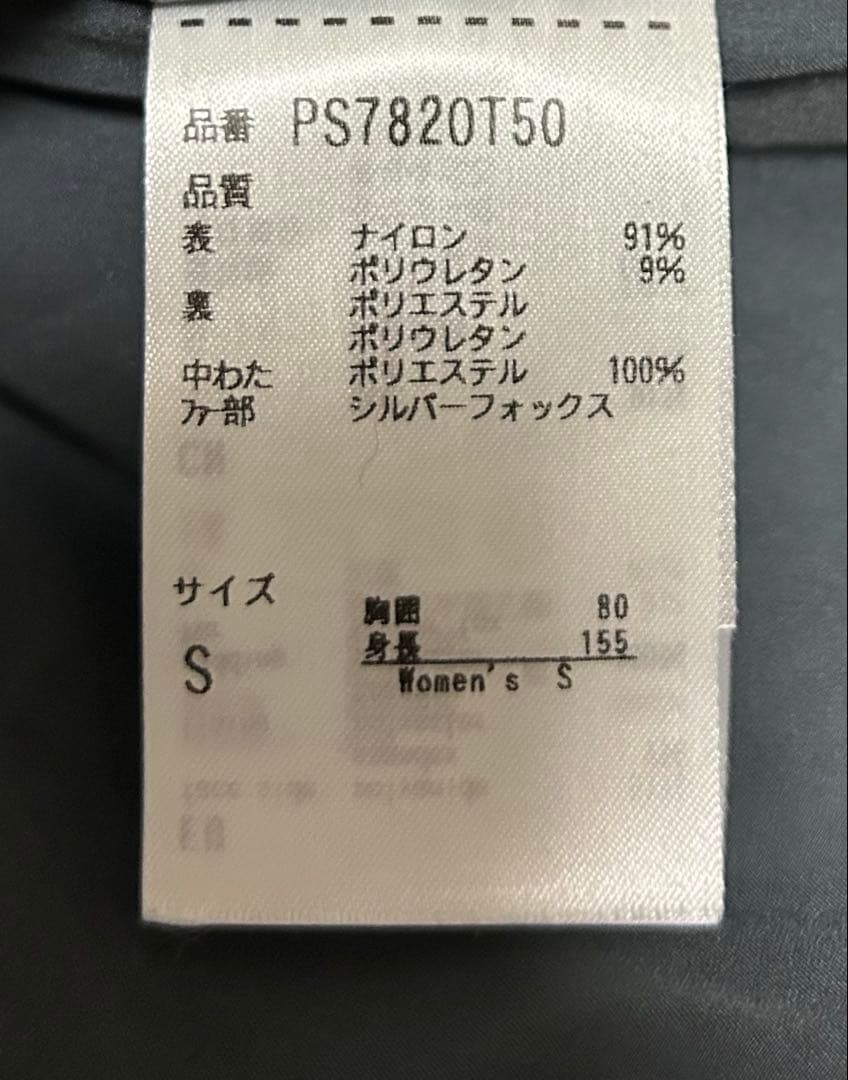 品番 PS7820T50
品質
表 ナイロン 91%
ポリウレタン 9%
裏 ポリエステル
ポリウレタン
中わた ポリエステル 100%
ファー部 シルバーフォックス
サイズ
胸囲 80
身長 155
S
Women's S